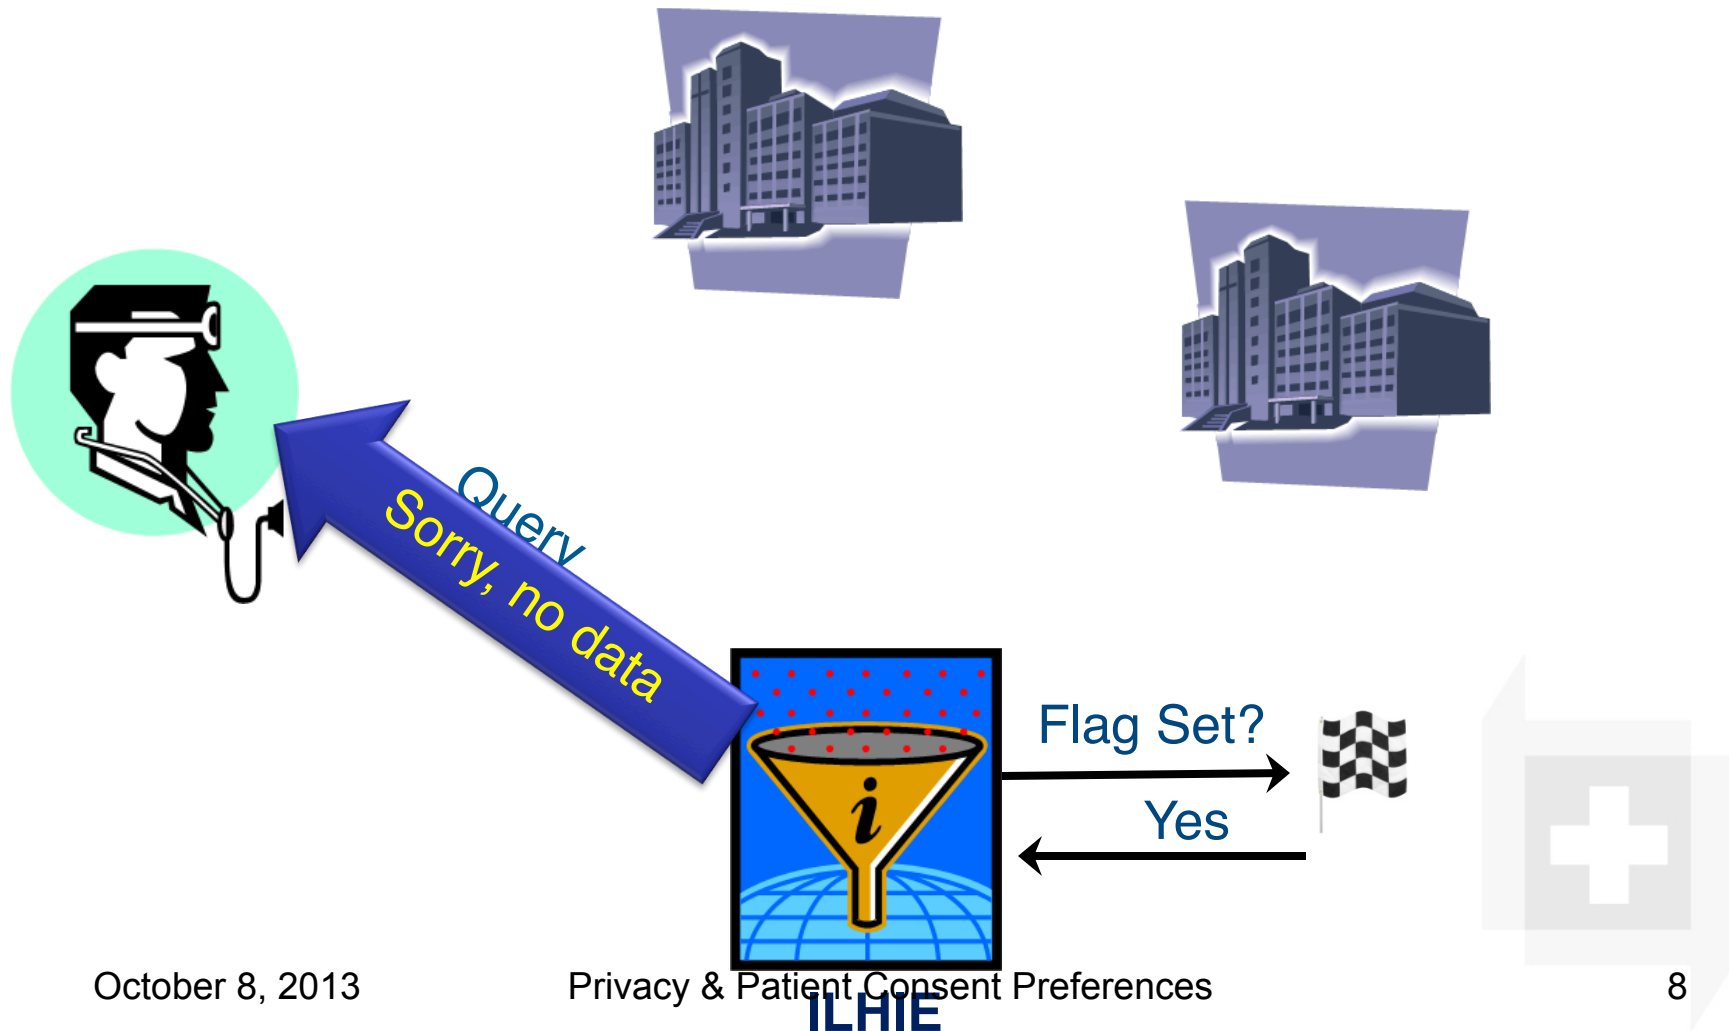 Query
Sorry, no data
Flag Set?
Yes
i
October 8, 2013
Privacy & Patient Consent Preferences
8
ILHIE